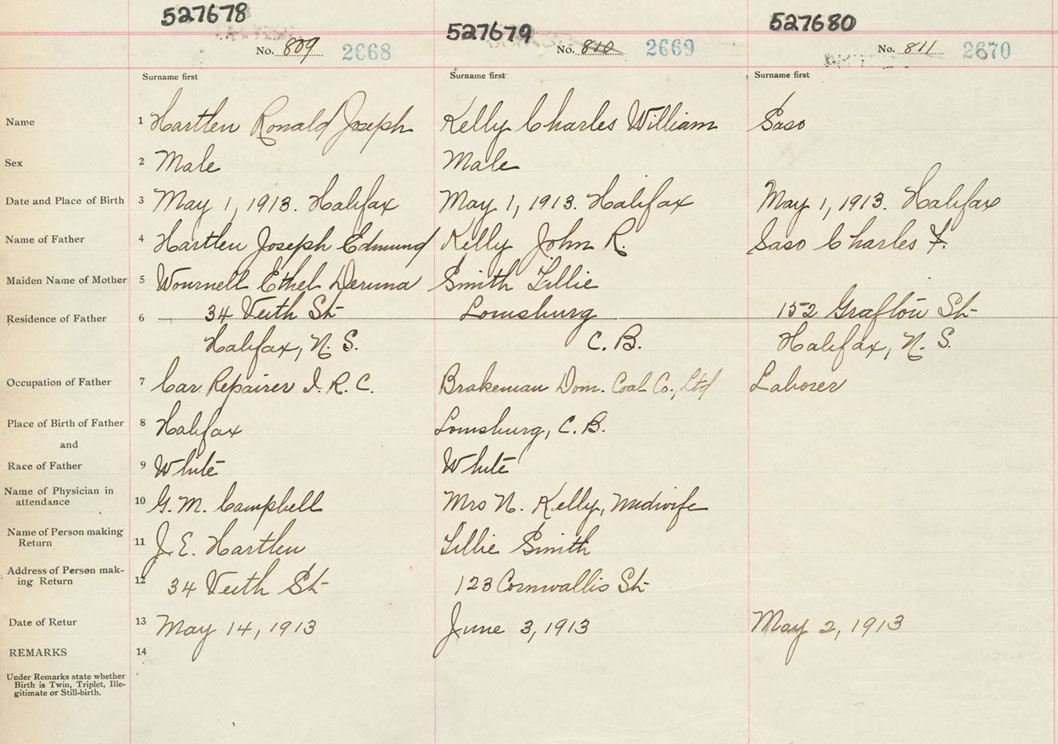 527678 527679 527680
No. 809 2668 No. 810 2669 No. 811 2670
Surname first Surname first Surname first
Name 1 Hartlen Ronald Joseph Kelly Charles William Saso
Sex 2 Male Male
Date and Place of Birth 3 May 1, 1913. Halifax May 1, 1913. Halifax May 1, 1913. Halifax
Name of Father 4 Hartlen Joseph Edmund Kelly John R. Saso Charles F.
Maiden Name of Mother 5 Wournell Ethel Smith Lillie
Residence of Father 6 34 Veith St Louisburg 152 Grafton St
Halifax, N. S. C. B. Halifax, N. S.
Occupation of Father 7 Car Repairer I. R. C. Brakeman Dom. Coal Co., Ltd Laborer
Place of Birth of Father 8 Halifax Louisburg, C. B.
and
Race of Father 9 White White
Name of Physician in attendance 10 G. M. Campbell Mrs N. Kelly, Midwife
Name of Person making Return 11 J. E. Hartlen Lillie Smith
Address of Person mak-
ing Return 12 34 Veith St 123 Cornwallis St
Date of Retur 13 May 14, 1913 June 3, 1913 May 2, 1913
REMARKS 14
Under Remarks state whether
Birth is Twin, Triplet, Ille-
gitimate or Still-birth.